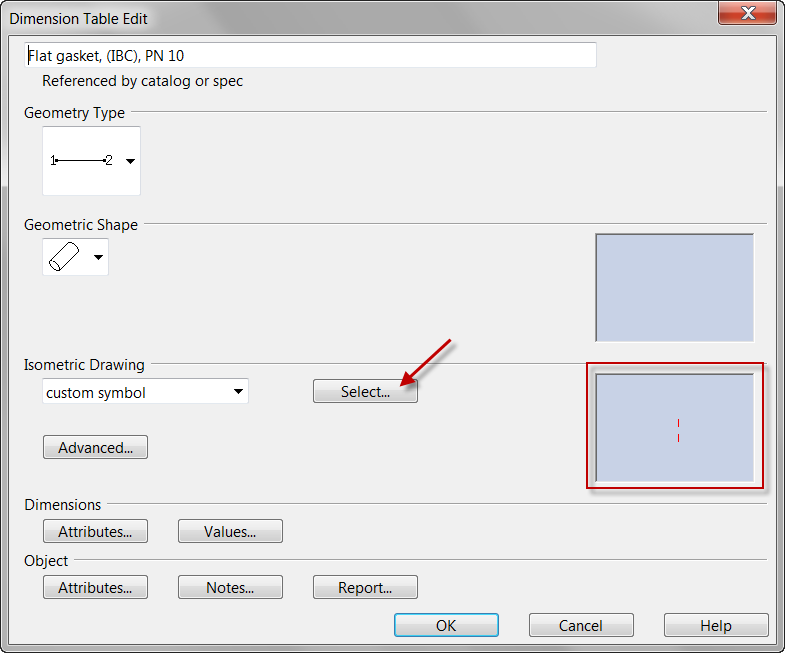 Dimension Table Edit
Flat gasket, (IBC), PN 10
Referenced by catalog or spec
Geometry Type
1 2
Geometric Shape
Isometric Drawing
custom symbol Select...
Advanced...
Dimensions
Attributes... Values...
Object
Attributes... Notes... Report...
OK Cancel Help